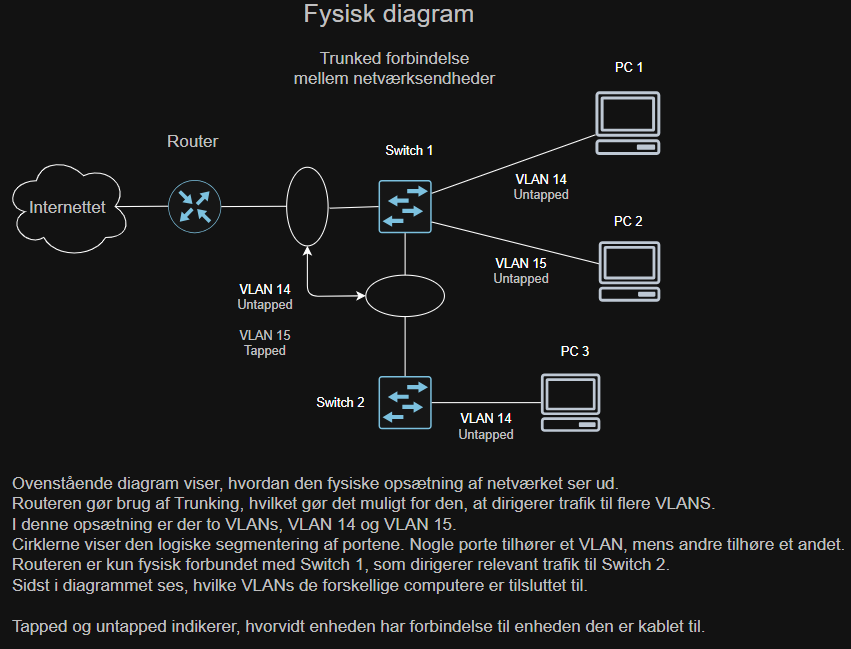 Fysisk diagram
Trunked forbindelse
mellem netværksendheder
PC 1
Router
Switch 1
VLAN 14
Untapped
Internettet
PC 2
VLAN 15
Untapped
VLAN 14
Untapped
VLAN 15
Tapped
PC 3
Switch 2
VLAN 14
Untapped
Ovenstående diagram viser, hvordan den fysiske opsætning af netværket ser ud.
Routeren gør brug af Trunking, hvilket gør det muligt for den, at dirigerer trafik til flere VLANS.
I denne opsætning er der to VLANs, VLAN 14 og VLAN 15.
Cirklerne viser den logiske segmentering af portene. Nogle porte tilhører et VLAN, mens andre tilhøre et andet.
Routeren er kun fysisk forbundet med Switch 1, som dirigerer relevant trafik til Switch 2.
Sidst i diagrammet ses, hvilke VLANs de forskellige computere er tilsluttet til.
Tapped og untapped indikerer, hvorvidt enheden har forbindelse til enheden den er kablet til.